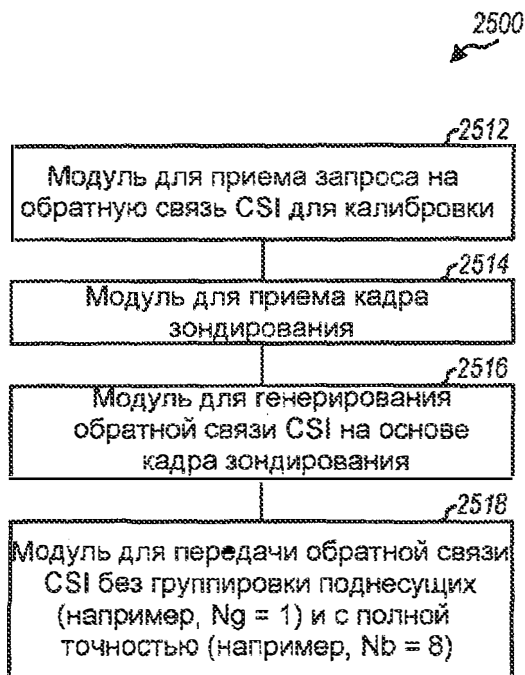 2500
2512
Модуль для приема запроса на
обратную связь CSI для калибровки
2514
Модуль для приема кадра
зондирования
2516
Модуль для генерирования
обратной связи CSI на основе
кадра зондирования
2518
Модуль для передачи обратной связи
CSI без группировки поднесущих
(например, Ng = 1) и с полной
точностью (например, Nb = 8)